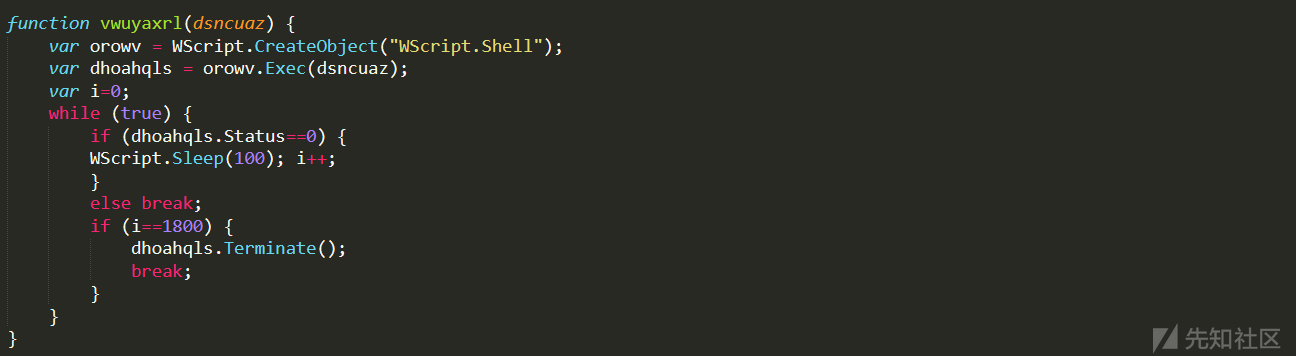 function vwuyaxrl(dsncuaz) {
    var orowv = WScript.CreateObject("WScript.Shell");
    var dhoahqls = orowv.Exec(dsncuaz);
    var i=0;
    while (true) {
        if (dhoahqls.Status==0) {
        WScript.Sleep(100); i++;
        }
        else break;
        if (i==1800) {
            dhoahqls.Terminate();
            break;
        }
    }
}
先知社区